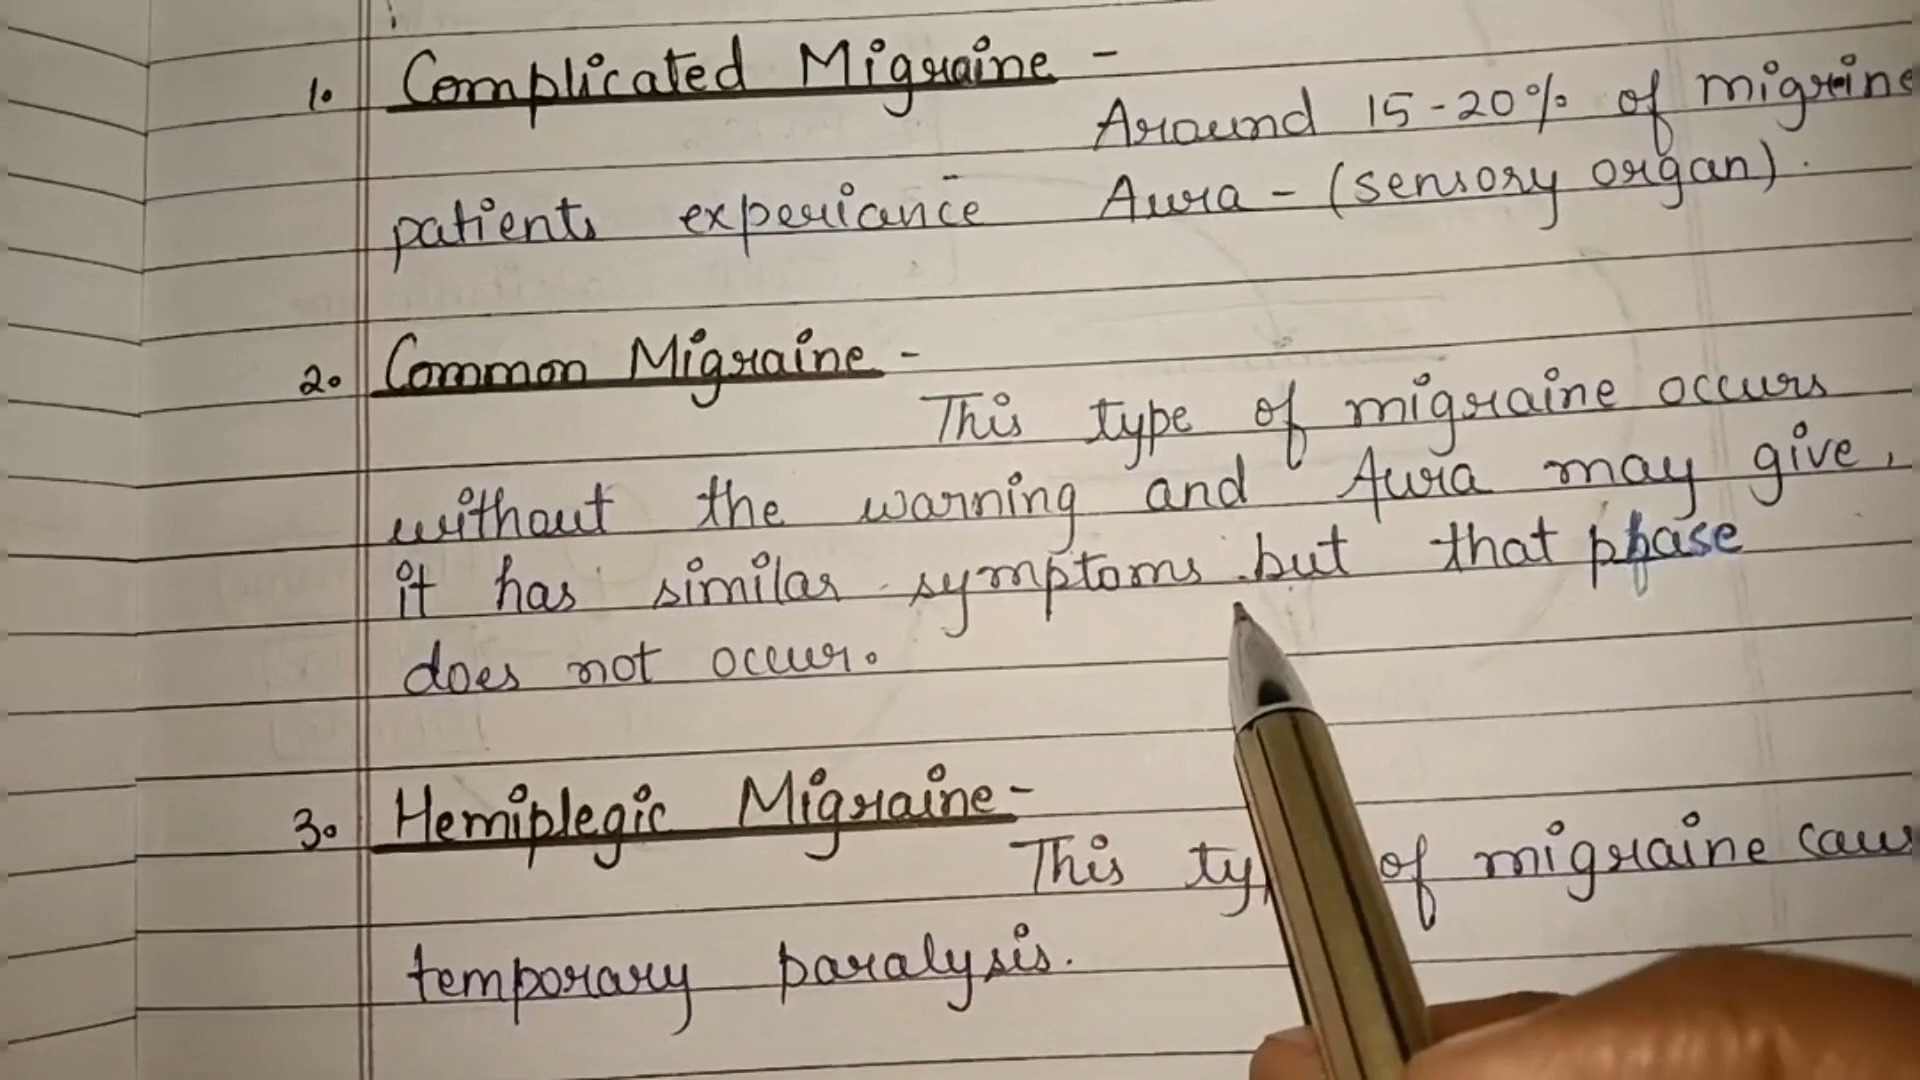 1. Complicated Migraine -
Around 15-20% of migrine
patients experiance Aura - (sensory organ).
2. Common Migraine -
This type of migraine occurs
without the warning and Aura may give,
it has similar symptoms but that phase
does not occur.
3. Hemiplegic Migraine -
This of migraine
temporary paralysis.